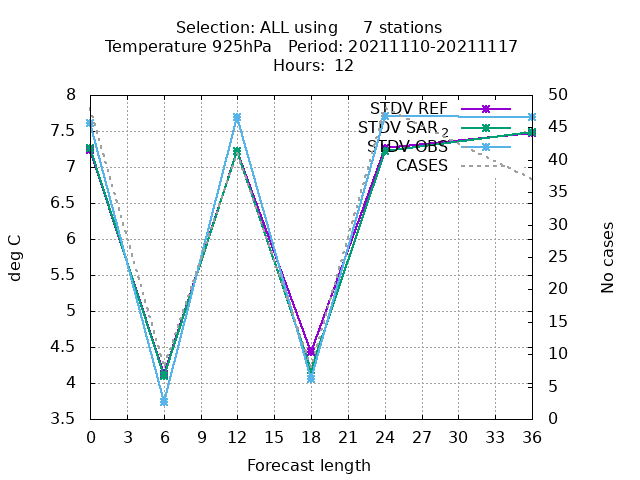 Selection: ALL using 7 stations
Temperature 925hPa Period: 20211110-20211117
Hours: 12
8
7.5
7
6.5
6
5.5
5
4.5
4
3.5
deg C
STDV REF
STDV SAR 2
STDV OBS
CASES
50
45
40
35
30
25
20
15
10
5
0
No cases
0 3 6 9 12 15 18 21 24 27 30 33 36
Forecast length